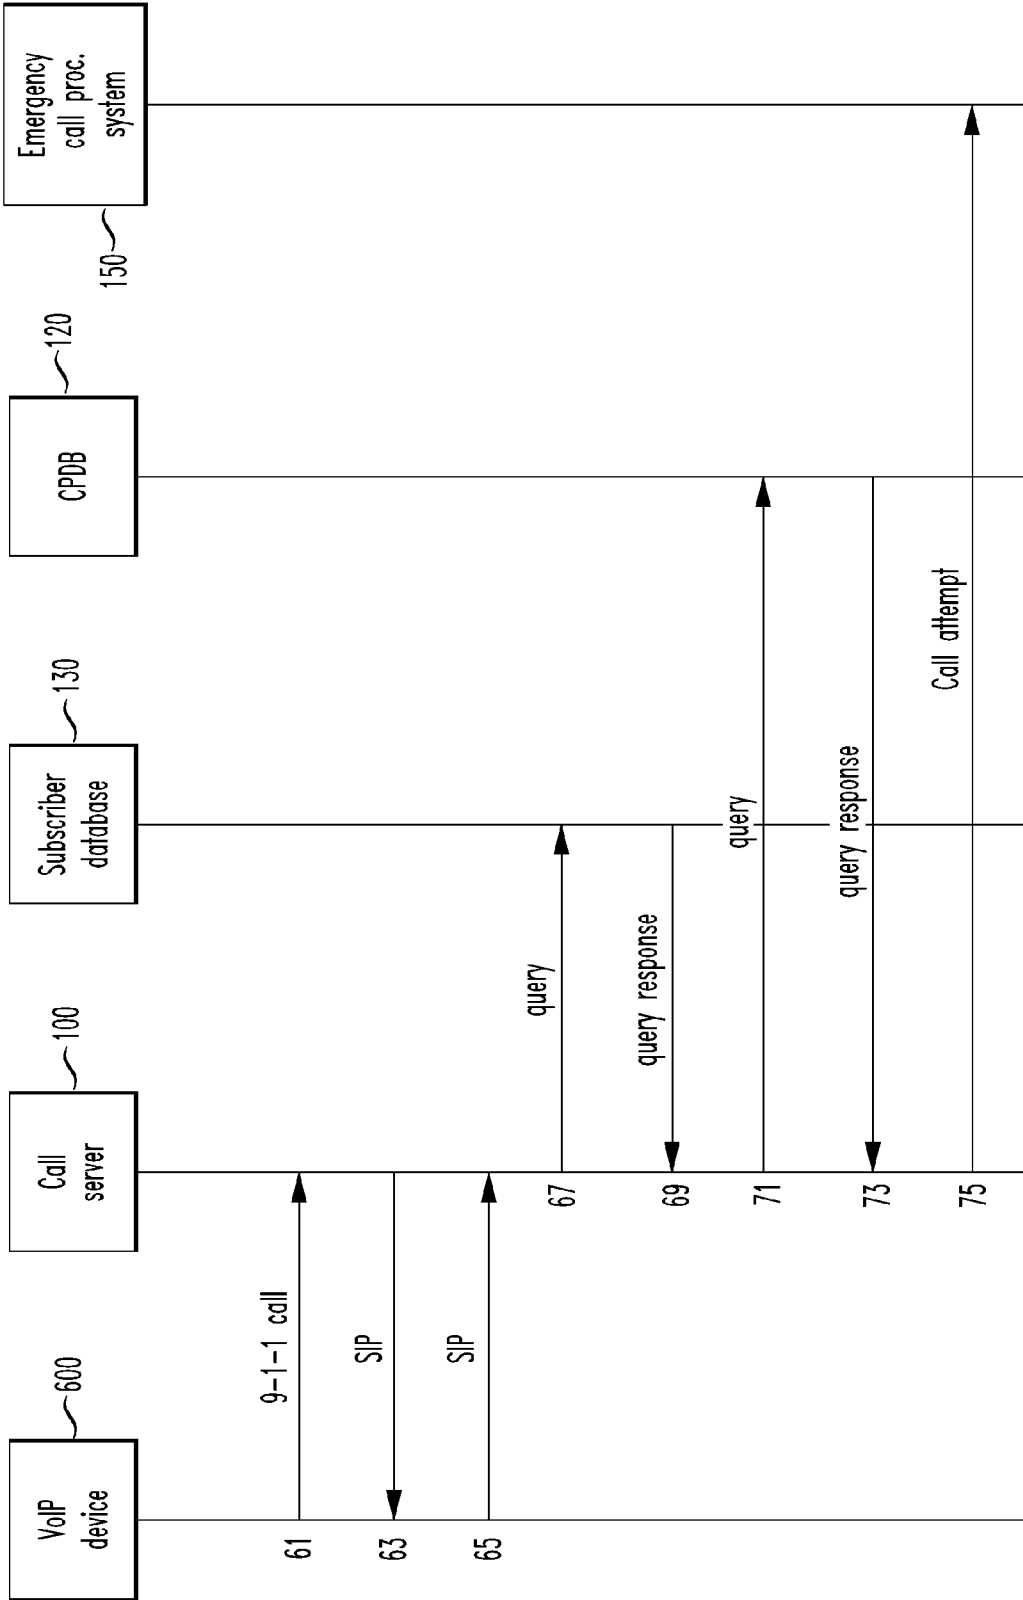 VoIP
device
600
Call
server
100
Subscriber
database
130
CPDB
120
Emergency
call proc.
system
150
61
9-1-1 call
63
SIP
65
SIP
67
query
69
query response
71
query
73
query response
75
Call attempt